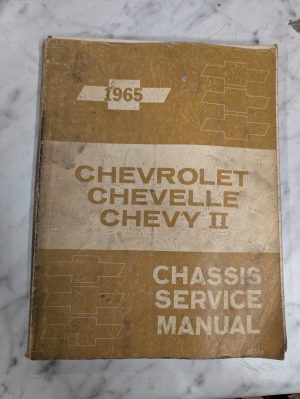 1965
CHEVROLET
CHEVELLE
CHEVY II
CHASSIS
SERVICE
MANUAL